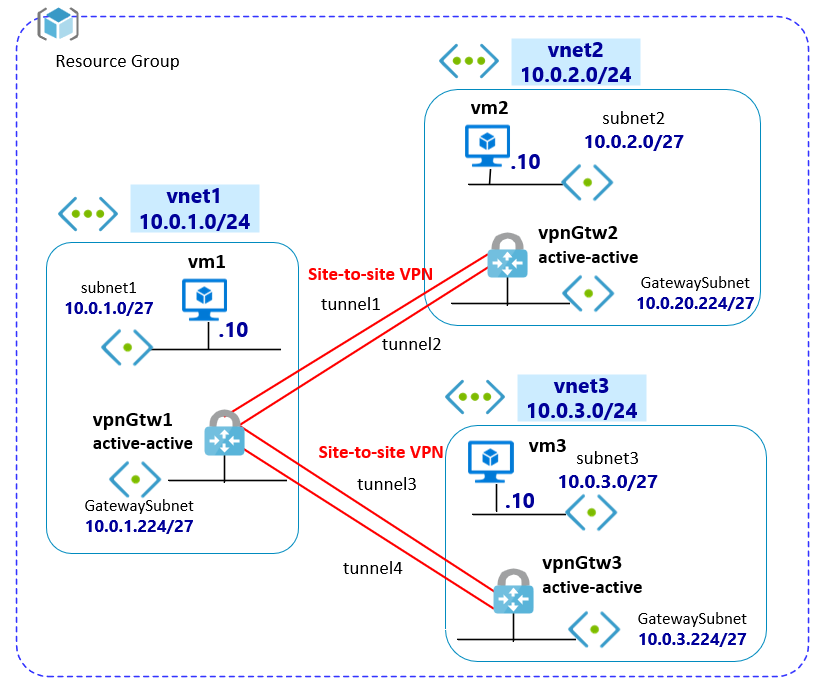 Resource Group
vnet2
10.0.2.0/24
vm2
.10
subnet2
10.0.2.0/27
vpnGtw2
active-active
GatewaySubnet
10.0.20.224/27
vnet1
10.0.1.0/24
vm1
subnet1
10.0.1.0/27
.10
vpnGtw1
active-active
GatewaySubnet
10.0.1.224/27
Site-to-site VPN
tunnel1
tunnel2
Site-to-site VPN
tunnel3
tunnel4
vnet3
10.0.3.0/24
vm3
subnet3
10.0.3.0/27
.10
vpnGtw3
active-active
GatewaySubnet
10.0.3.224/27